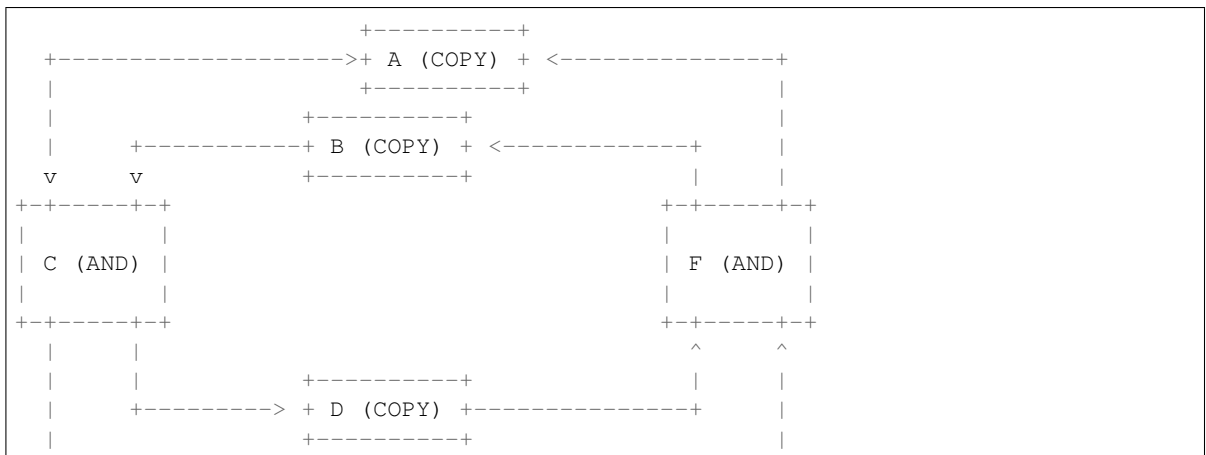 +----------+
  +-------------------->+ A (COPY) + <---------------+
  |                     +----------+                 |
  |                 +----------+                     |
  |     +-----------+ B (COPY) + <-------------+     |
  v     v           +----------+               |     |
+-+-----+-+                                  +-+-----+-+
|         |                                  |         |
| C (AND) |                                  | F (AND) |
|         |                                  |         |
+-+-----+-+                                  +-+-----+-+
  |     |                                      ^     ^
  |     |           +----------+               |     |
  |     +---------> + D (COPY) +---------------+     |
  |                 +----------+                     |